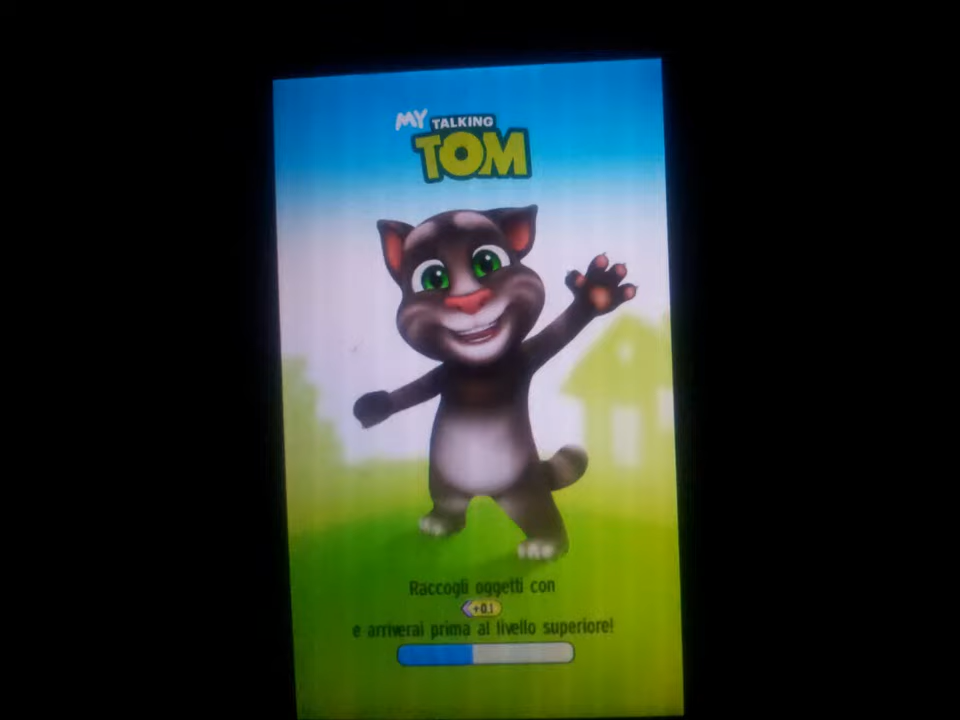 MY TALKING
TOM
Raccogli oggetti con
+0.1
e arriverai prima al livello superiore!